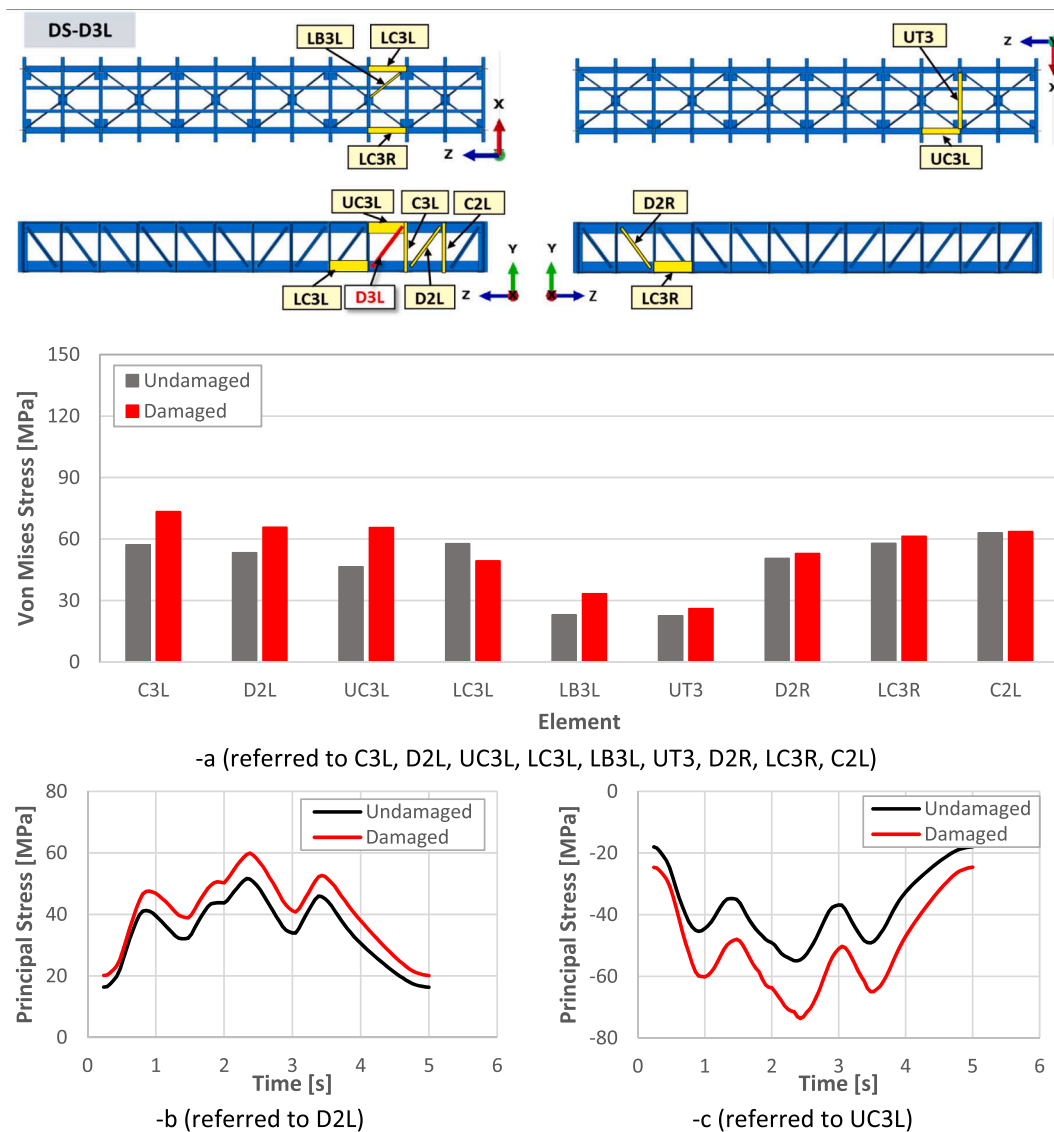 DS-D3L
LB3L LC3L
UT3
Z Y
X
X
Z
LC3R
UC3L
UC3L C3L C2L
D2R
Y Y
LC3L D3L D2L Z X
X Z
LC3R
150
120
90
60
30
0
Von Mises Stress [MPa]
Undamaged
Damaged
C3L D2L UC3L LC3L LB3L UT3 D2R LC3R C2L
Element
-a (referred to C3L, D2L, UC3L, LC3L, LB3L, UT3, D2R, LC3R, C2L)
80
60
40
20
0
Principal Stress [MPa]
Undamaged
Damaged
0 1 2 3 4 5 6
Time [s]
-b (referred to D2L)
0
-20
-40
-60
-80
Principal Stress [MPa]
Undamaged
Damaged
0 1 2 3 4 5 6
Time [s]
-c (referred to UC3L)